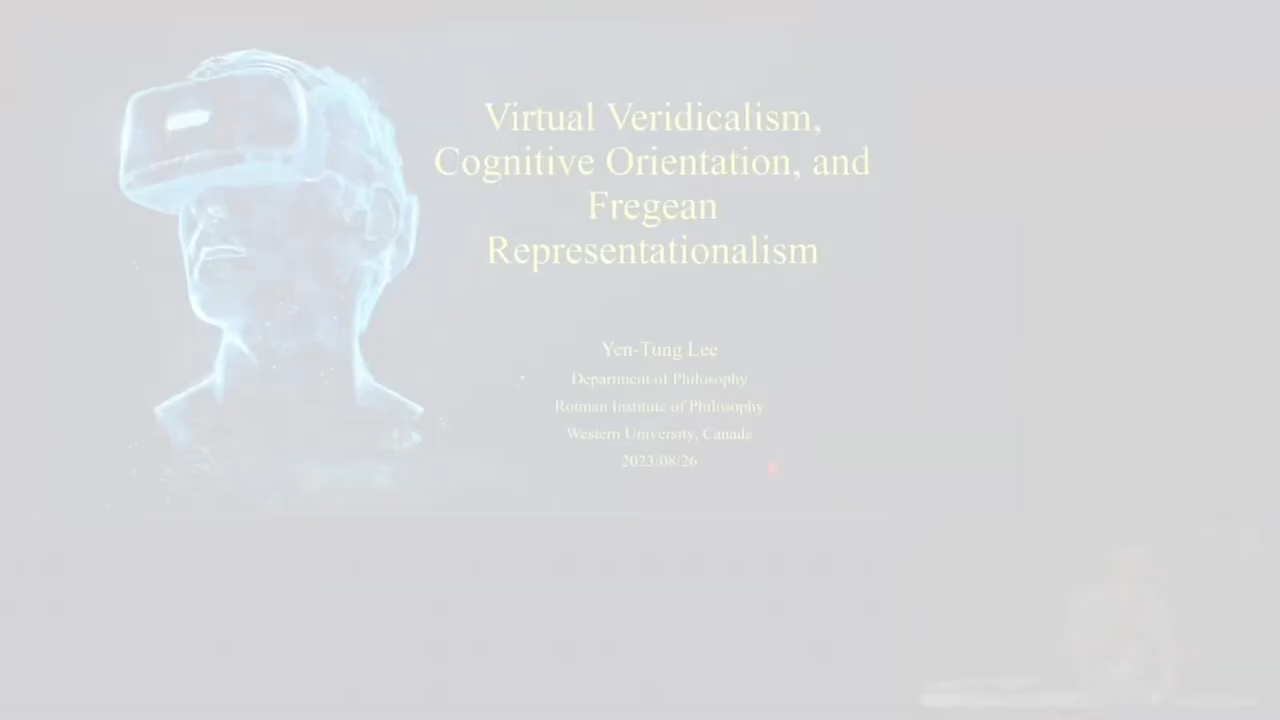 Virtual Veridicalism,
Cognitive Orientation, and
Fregean
Representationalism
Yen-Tung Lee
Department of Philosophy
Rotman Institute of Philosophy
Western University, Canada
2023/08/26